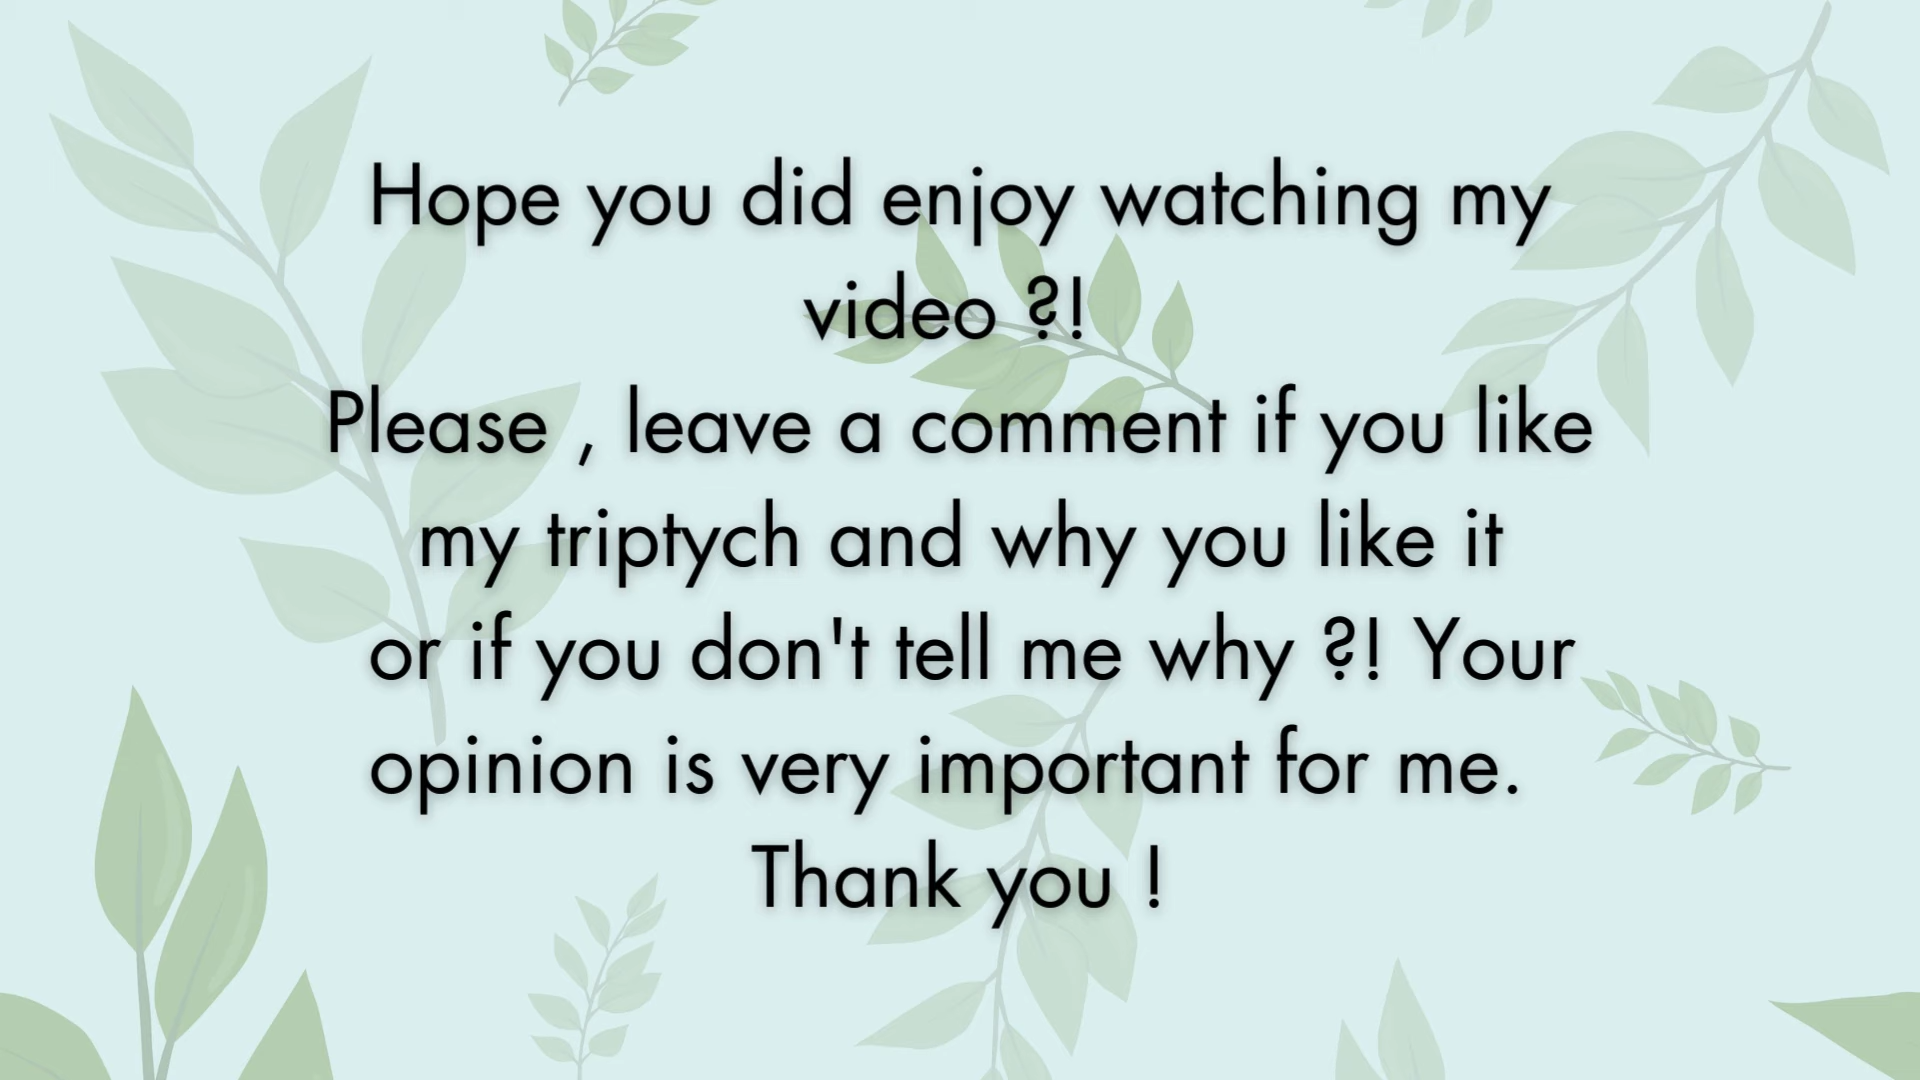 Hope you did enjoy watching my
video ?!
Please , leave a comment if you like
my triptych and why you like it
or if you don't tell me why ?! Your
opinion is very important for me.
Thank you !